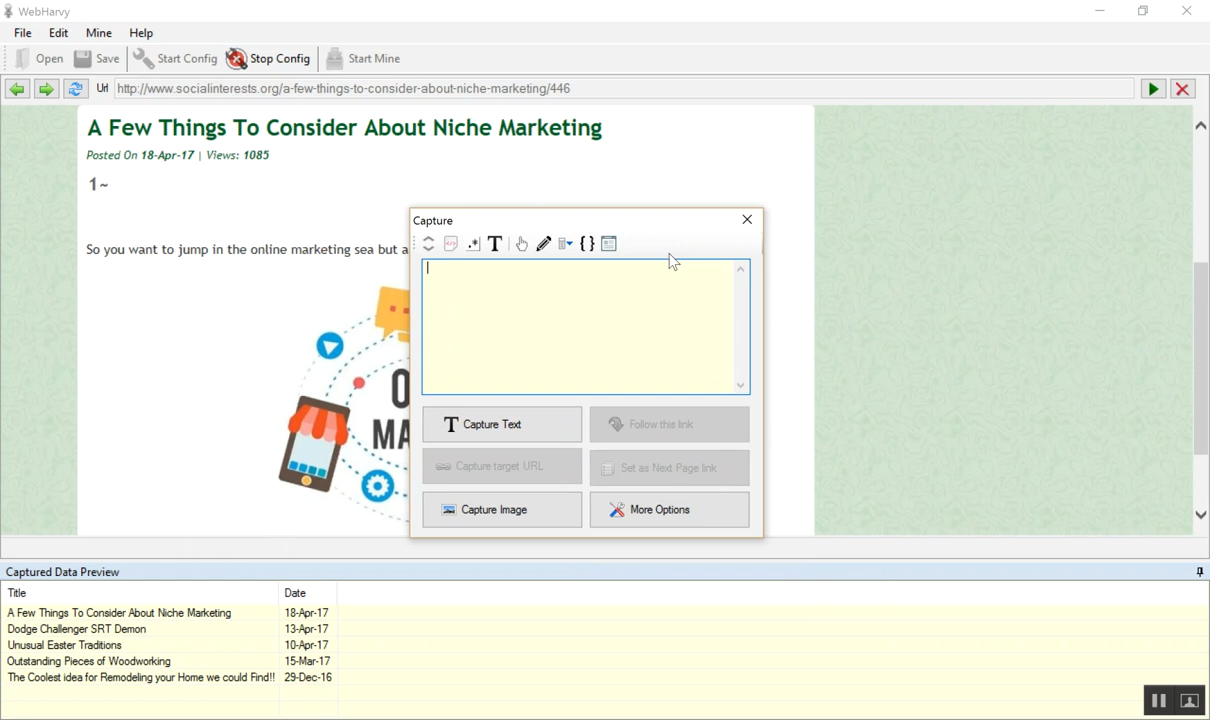 WebHarvy
File Edit Mine Help
Open Save Start Config Stop Config Start Mine
Url http://www.socialinterests.org/a-few-things-to-consider-about-niche-marketing/446
A Few Things To Consider About Niche Marketing
Posted On 18-Apr-17 | Views: 1085
1~
So you want to jump in the online marketing sea but a
O
MA
Capture
Capture Text Follow this link
Capture target URL Set as Next Page link
Capture Image More Options
Captured Data Preview
Title Date
A Few Things To Consider About Niche Marketing 18-Apr-17
Dodge Challenger SRT Demon 13-Apr-17
Unusual Easter Traditions 10-Apr-17
Outstanding Pieces of Woodworking 15-Mar-17
The Coolest idea for Remodeling your Home we could Find!! 29-Dec-16